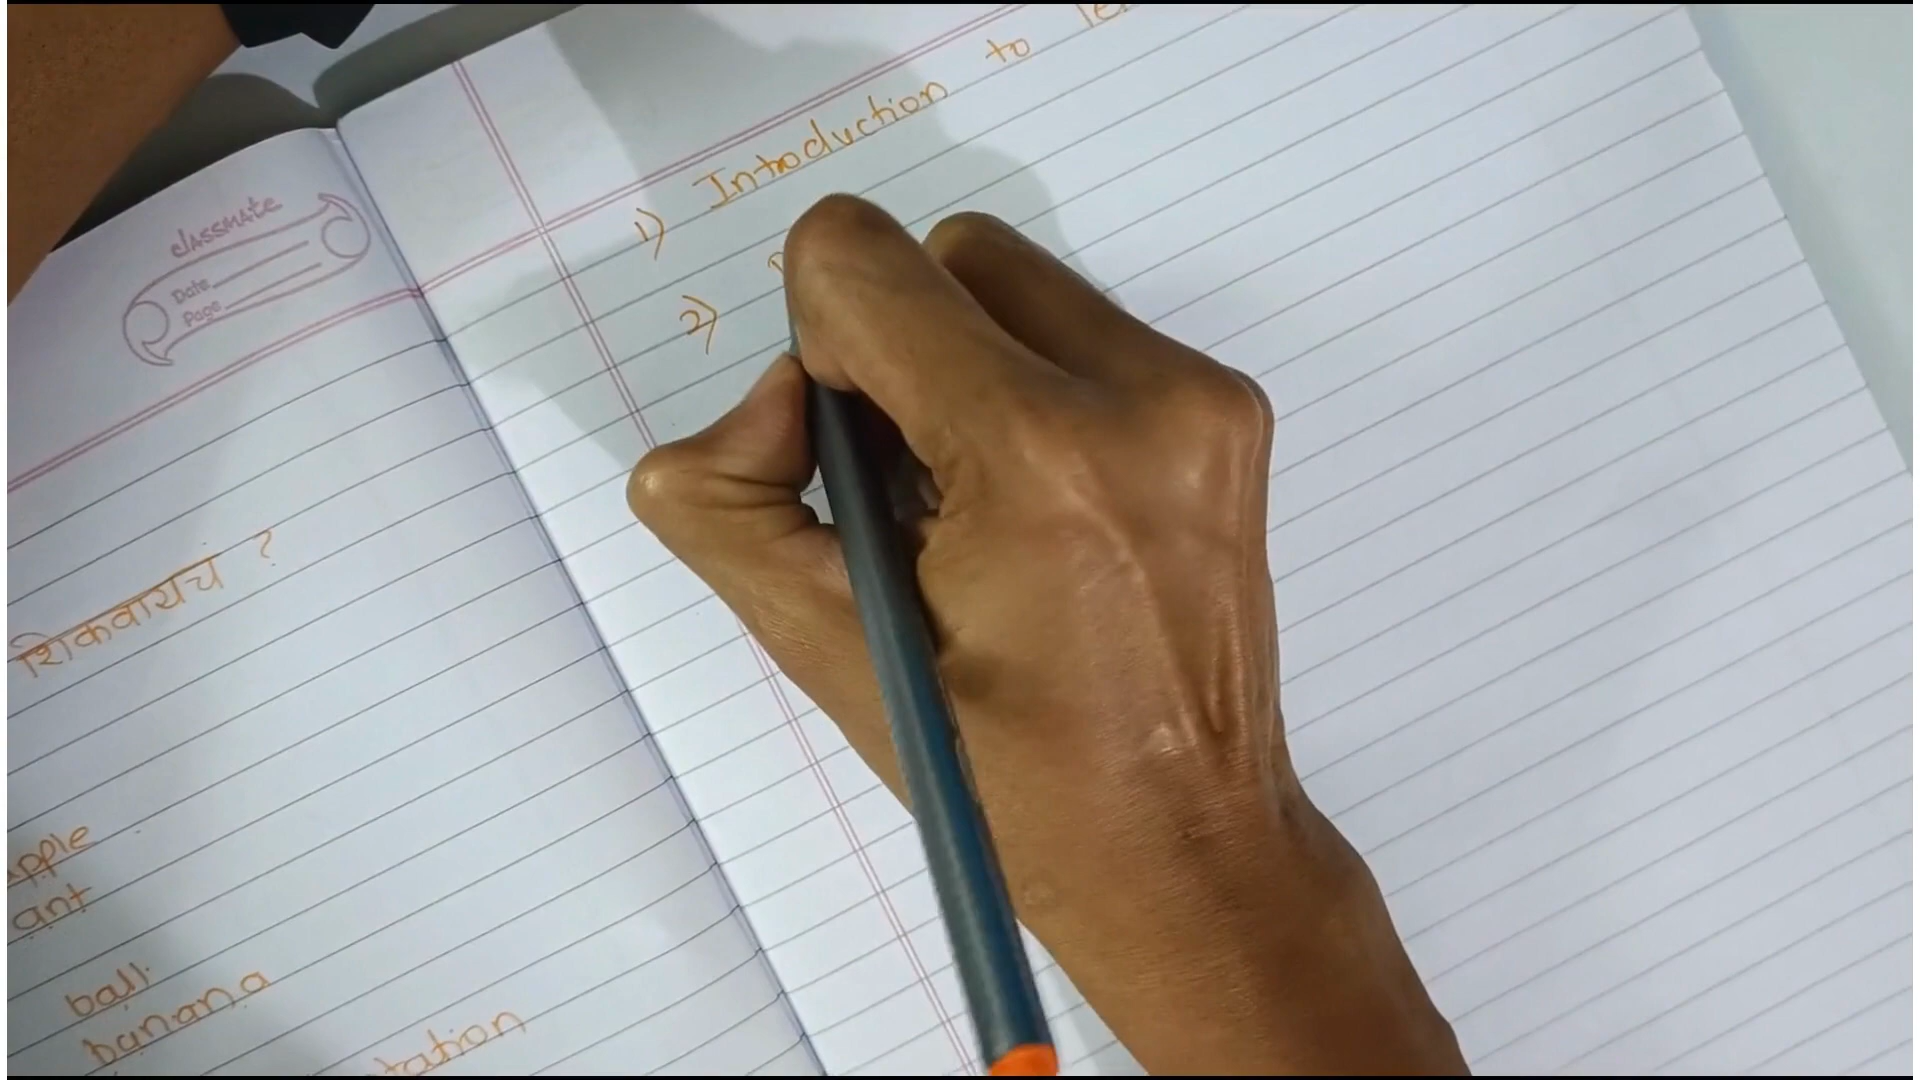 classmate
Date
Page
शिकवायचं ?
apple
ant
ball
banana
1) Introduction to
2)